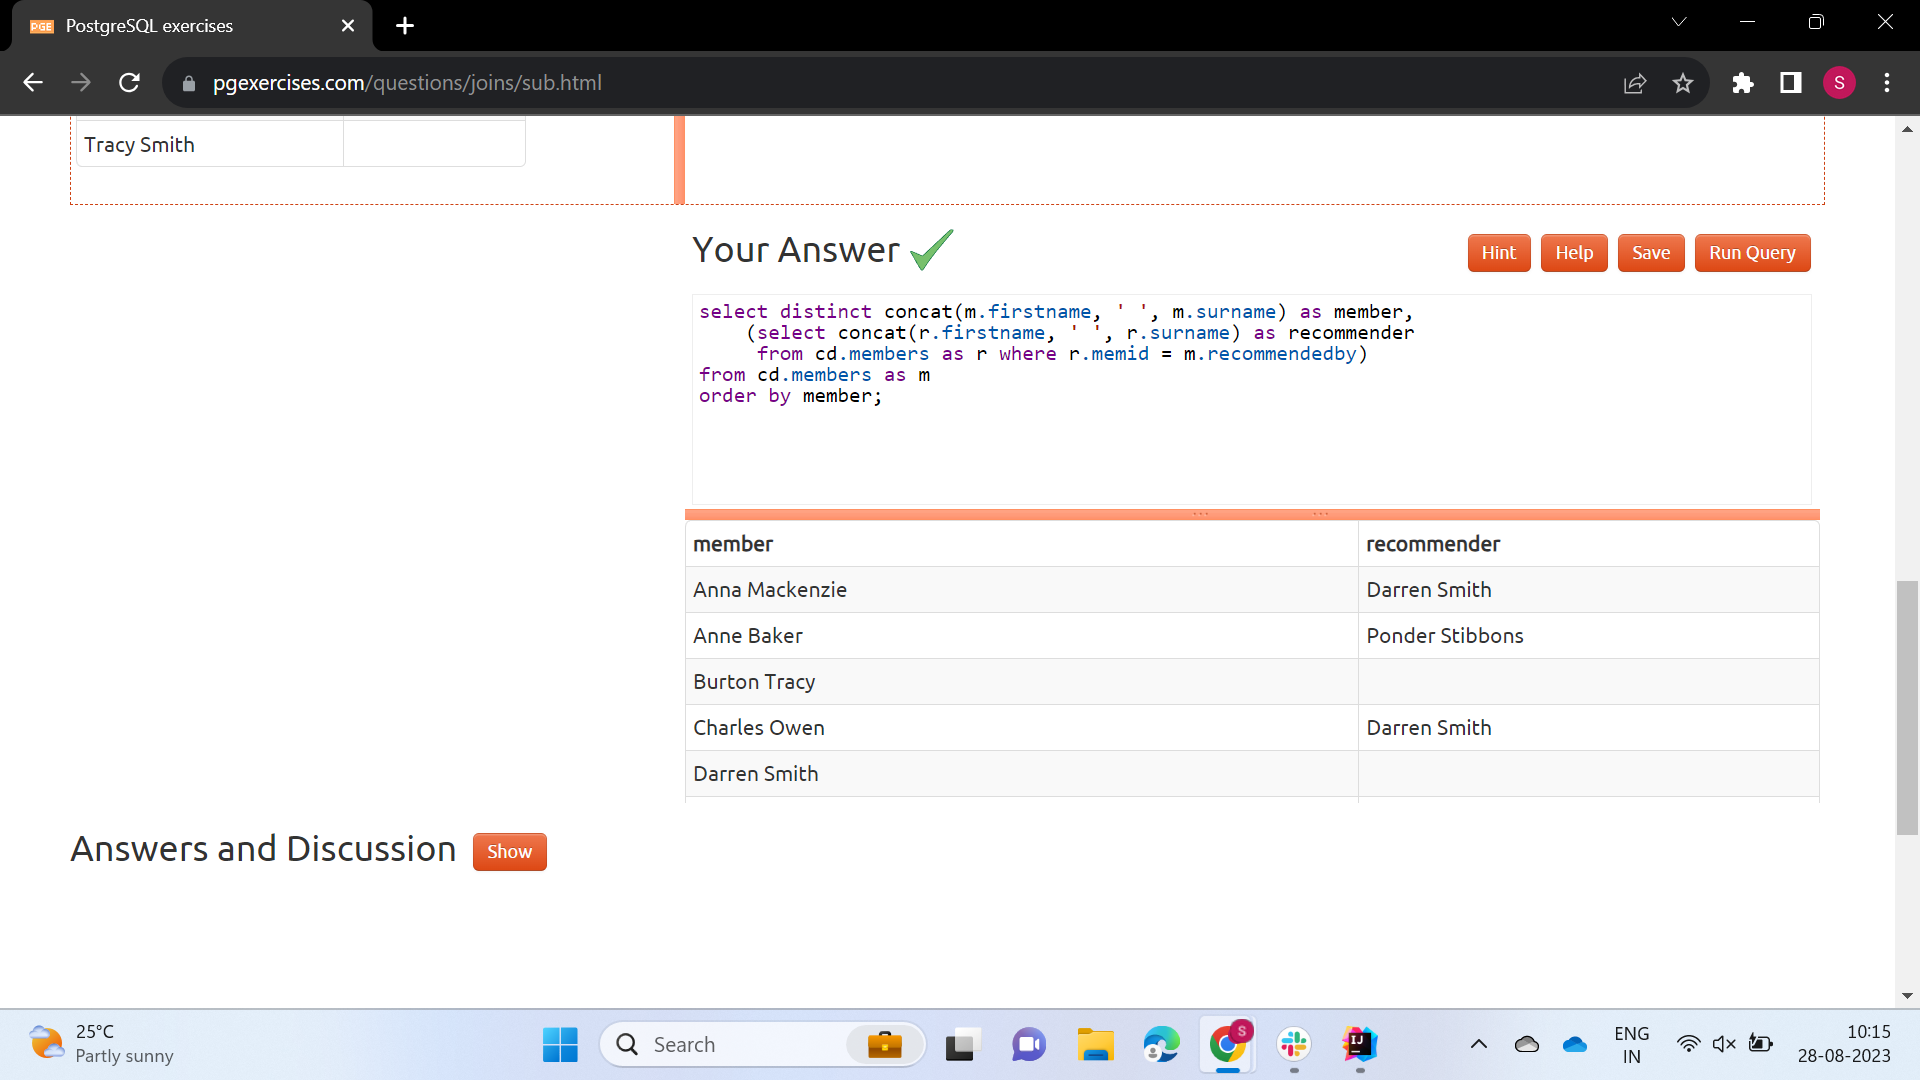 PGE PostgreSQL exercises
pgexercises.com/questions/joins/sub.html
S
Tracy Smith
Your Answer
Hint Help Save Run Query
select distinct concat(m.firstname, ' ', m.surname) as member,
(select concat(r.firstname, ' ', r.surname) as recommender
from cd.members as r where r.memid = m.recommendedby)
from cd.members as m
order by member;
member recommender
Anna Mackenzie Darren Smith
Anne Baker Ponder Stibbons
Burton Tracy
Charles Owen Darren Smith
Darren Smith
Answers and Discussion Show
25°C
Partly sunny
Search
S
IJ
ENG
IN
10:15
28-08-2023